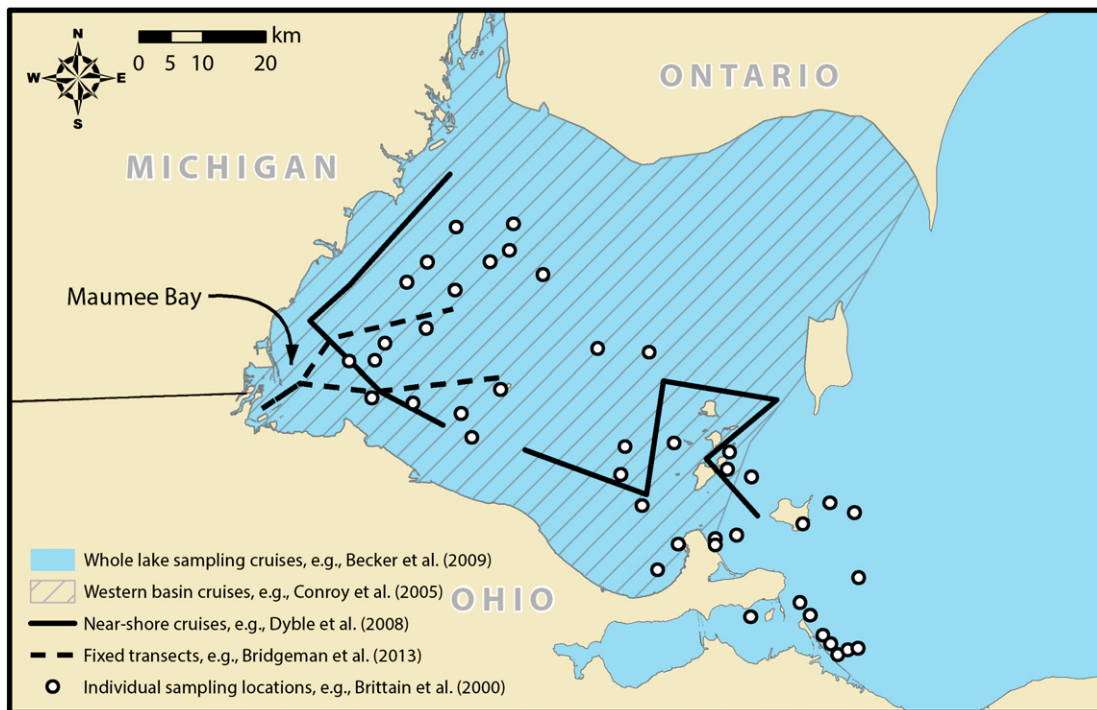 N
W E
S
km
0 5 10 20
ONTARIO
MICHIGAN
Maumee Bay
OHIO
Whole lake sampling cruises, e.g., Becker et al. (2009)
Western basin cruises, e.g., Conroy et al. (2005)
Near-shore cruises, e.g., Dyble et al. (2008)
Fixed transects, e.g., Bridgeman et al. (2013)
Individual sampling locations, e.g., Brittain et al. (2000)